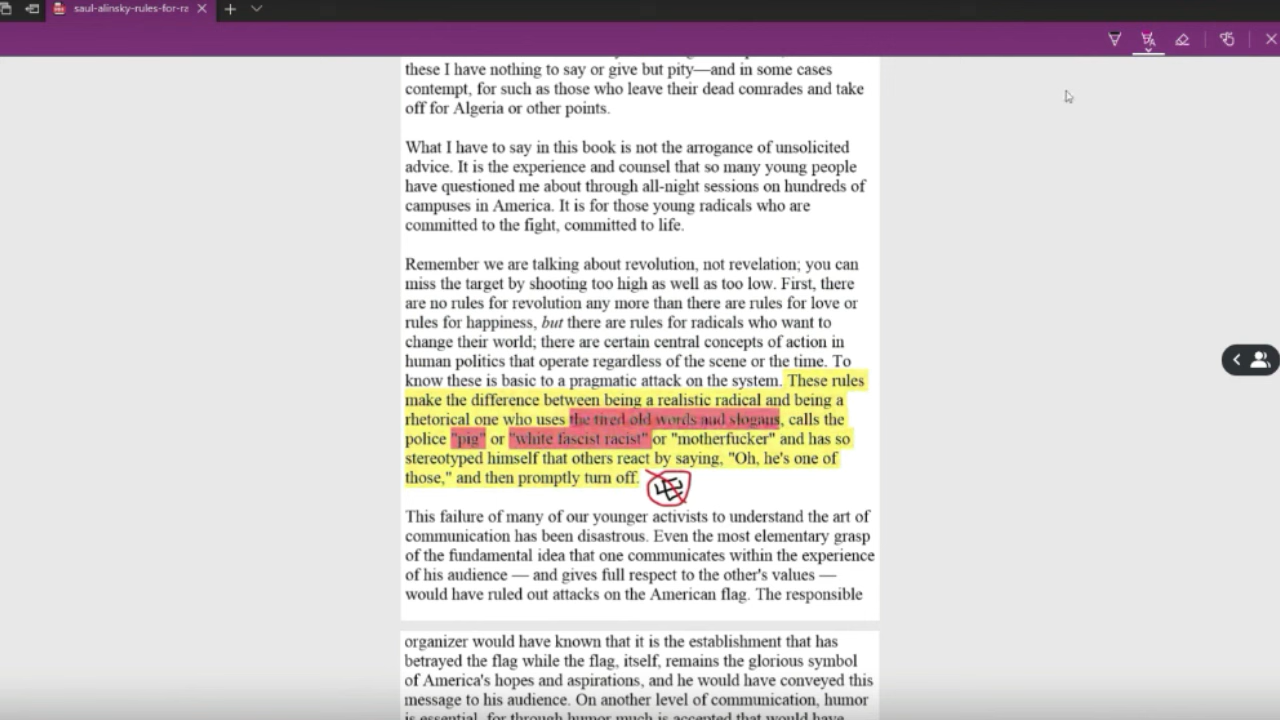 saul-alinsky-rules-for-ra
these I have nothing to say or give but pity—and in some cases
contempt, for such as those who leave their dead comrades and take
off for Algeria or other points.
What I have to say in this book is not the arrogance of unsolicited
advice. It is the experience and counsel that so many young people
have questioned me about through all-night sessions on hundreds of
campuses in America. It is for those young radicals who are
committed to the fight, committed to life.
Remember we are talking about revolution, not revelation; you can
miss the target by shooting too high as well as too low. First, there
are no rules for revolution any more than there are rules for love or
rules for happiness, but there are rules for radicals who want to
change their world; there are certain central concepts of action in
human politics that operate regardless of the scene or the time. To
know these is basic to a pragmatic attack on the system. These rules
make the difference between being a realistic radical and being a
rhetorical one who uses the tired old words and slogans, calls the
police "pig" or "white fascist racist" or "motherfucker" and has so
stereotyped himself that others react by saying, "Oh, he's one of
those," and then promptly turn off.
This failure of many of our younger activists to understand the art of
communication has been disastrous. Even the most elementary grasp
of the fundamental idea that one communicates within the experience
of his audience — and gives full respect to the other's values —
would have ruled out attacks on the American flag. The responsible
organizer would have known that it is the establishment that has
betrayed the flag while the flag, itself, remains the glorious symbol
of America's hopes and aspirations, and he would have conveyed this
message to his audience. On another level of communication, humor
is essential, for through humor much is accepted that would have